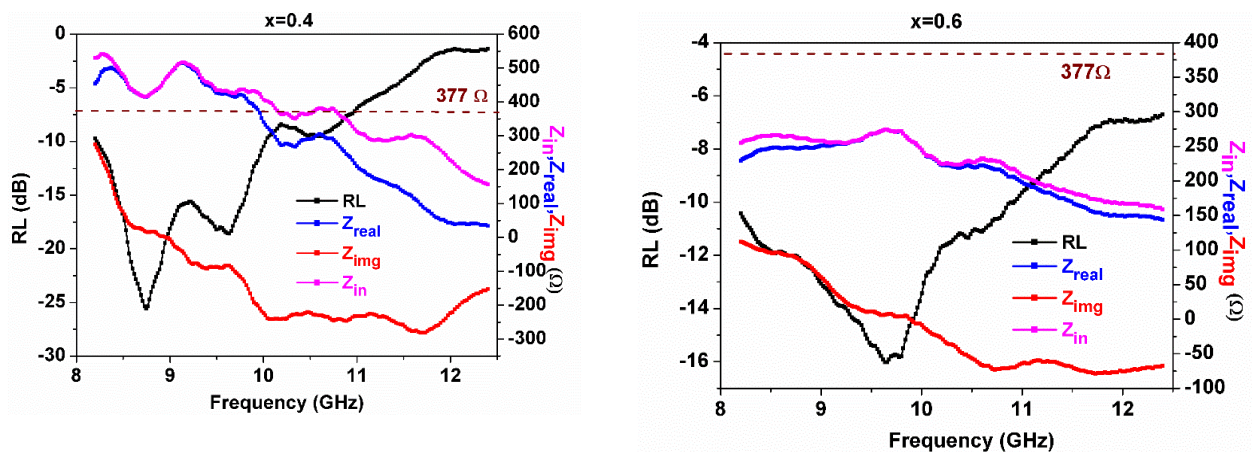 x=0.4
0
-5
-10
-15
-20
-25
-30
RL (dB)
600
500
400
300
200
100
0
-100
-200
-300
Zin,Zreal,Zimg (Ω)
377 Ω
RL
Zreal
Zimg
Zin
8 9 10 11 12
Frequency (GHz)
x=0.6
-4
-6
-8
-10
-12
-14
-16
RL (dB)
400
350
300
250
200
150
100
50
0
-50
-100
Zin,Zreal,Zimg (Ω)
377Ω
RL
Zreal
Zimg
Zin
8 9 10 11 12
Frequency (GHz)